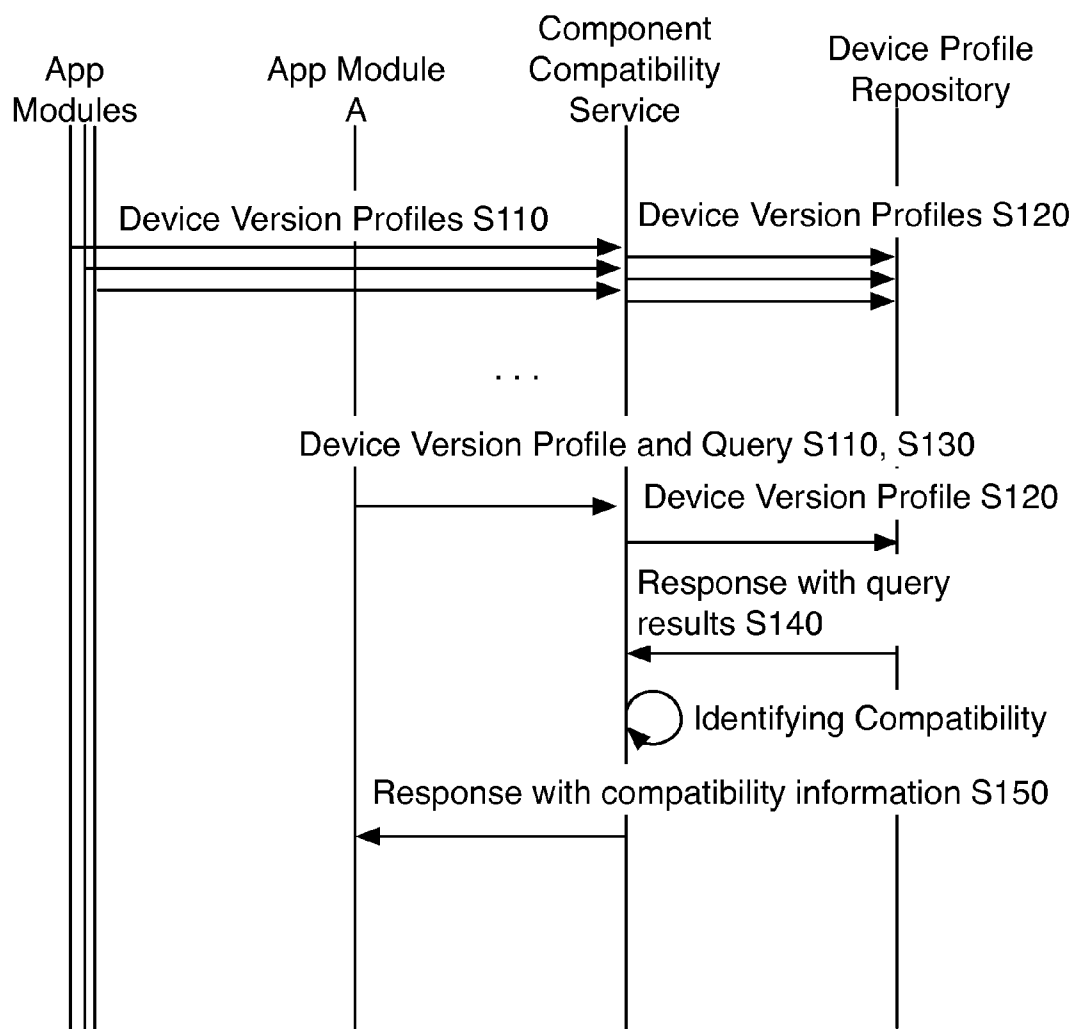 App
Modules
App Module
A
Component
Compatibility
Service
Device Profile
Repository
Device Version Profiles S110
Device Version Profiles S120
. . .
Device Version Profile and Query S110, S130
Device Version Profile S120
Response with query
results S140
Identifying Compatibility
Response with compatibility information S150